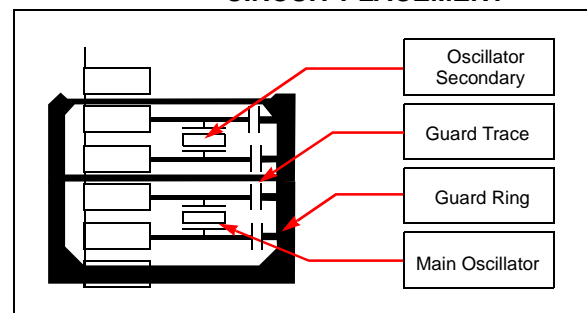 CIRCUIT PLACEMENT
Oscillator
Secondary
Guard Trace
Guard Ring
Main Oscillator